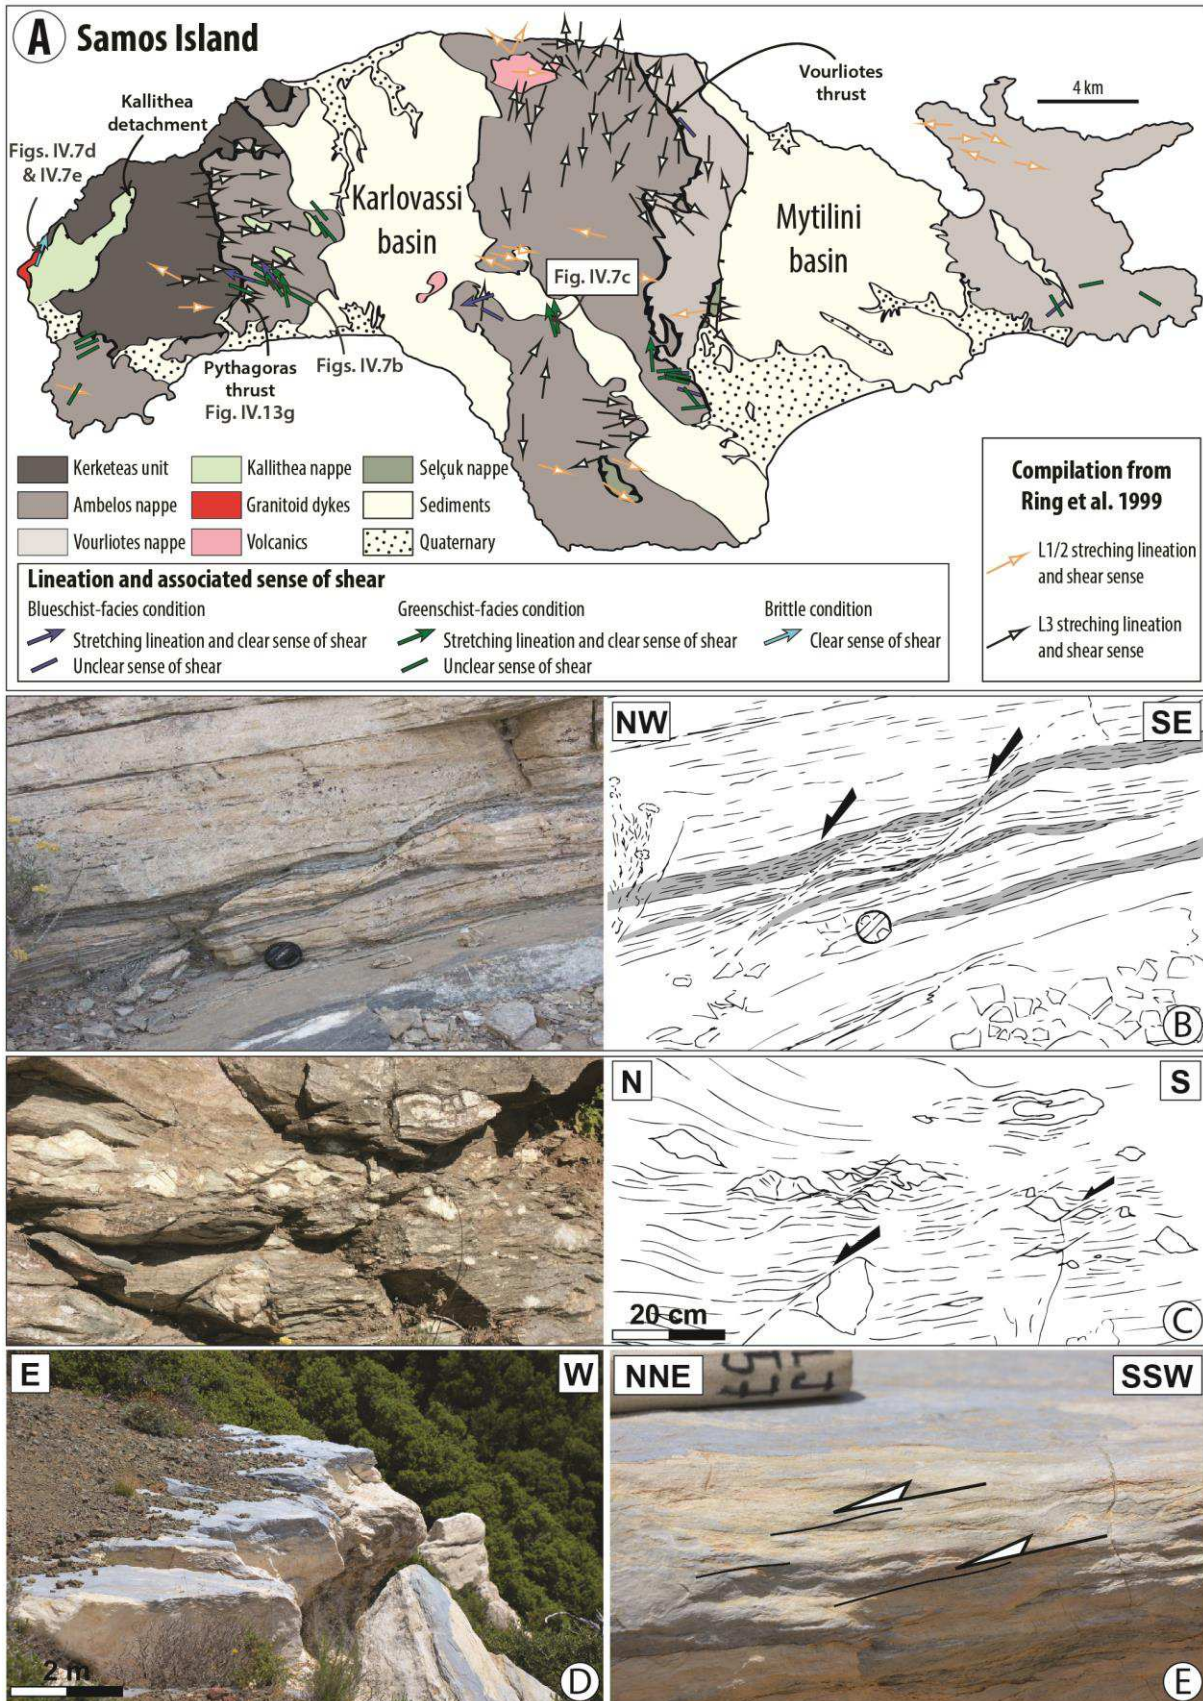 A Samos Island
Kallithea
detachment
Figs. IV.7d
& IV.7e
Vourliotes
thrust
4 km
Karlovassi
basin
Mytilini
basin
Fig. IV.7c
Pythagoras
thrust
Fig. IV.13g
Figs. IV.7b
Kerketeas unit
Kallithea nappe
Selçuk nappe
Ambelos nappe
Granitoid dykes
Sediments
Vourliotes nappe
Volcanics
Quaternary
Compilation from
Ring et al. 1999
L1/2 streching lineation
and shear sense
L3 streching lineation
and shear sense
Lineation and associated sense of shear
Blueschist-facies condition
Greenschist-facies condition
Brittle condition
Stretching lineation and clear sense of shear
Stretching lineation and clear sense of shear
Clear sense of shear
Unclear sense of shear
Unclear sense of shear
NW
SE
B
N
S
20 cm
C
E
W
2 m
D
NNE
SSW
E